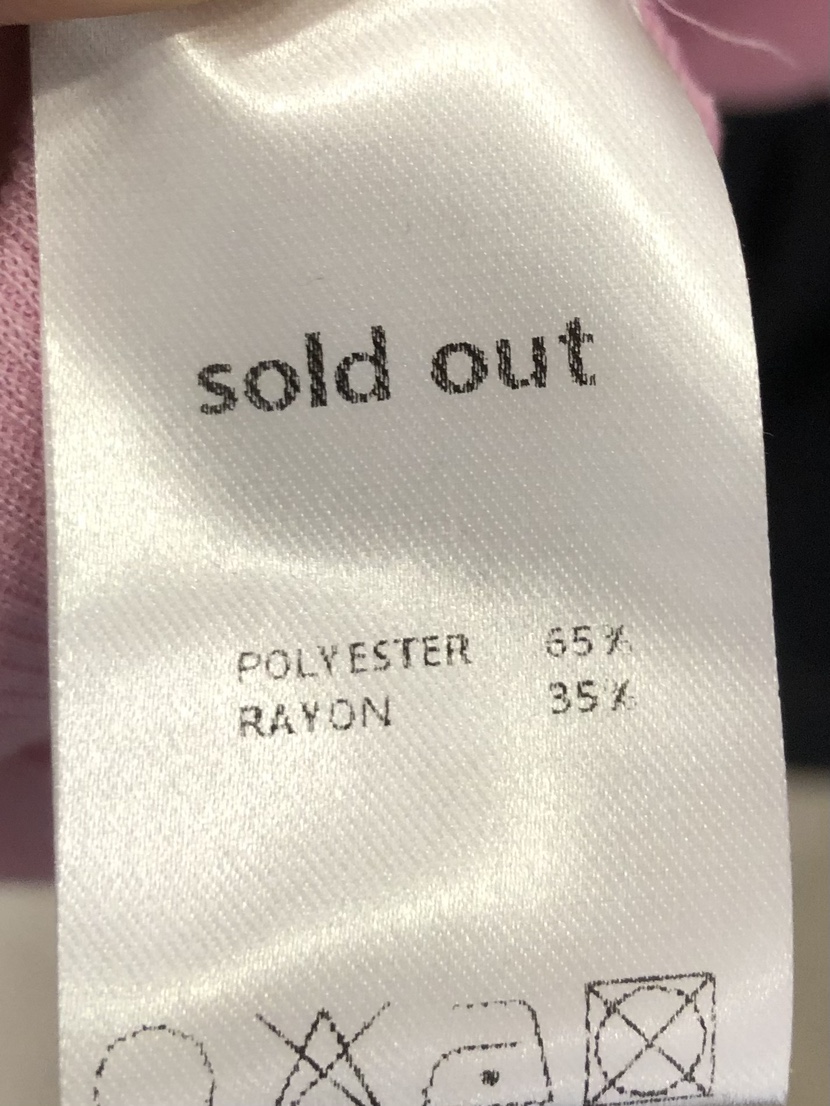 sold out
POLYESTER 65%
RAYON 35%